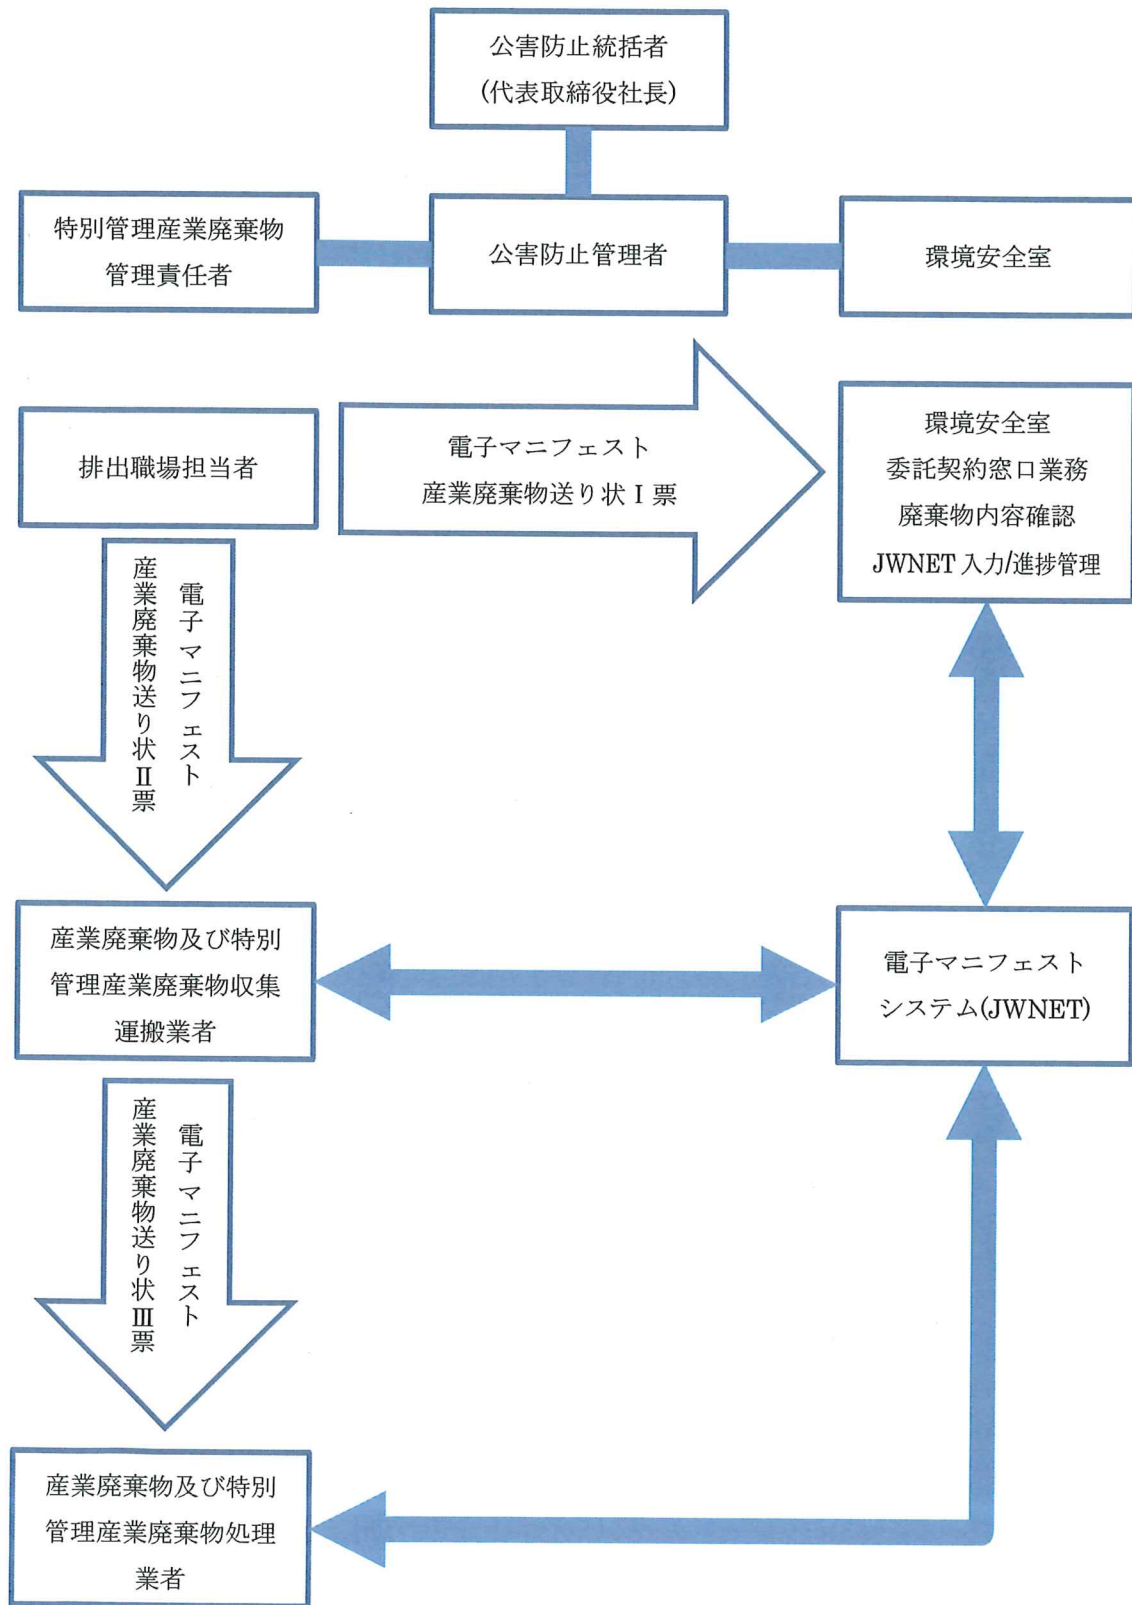 公害防止統括者
(代表取締役社長)
特別管理産業廃棄物
管理責任者
公害防止管理者
環境安全室
排出職場担当者
電子マニフェスト
産業廃棄物送り状Ⅰ票
環境安全室
委託契約窓口業務
廃棄物内容確認
JWNET 入力/進捗管理
電子マニフェスト
産業廃棄物送り状Ⅱ票
産業廃棄物及び特別
管理産業廃棄物収集
運搬業者
電子マニフェスト
システム(JWNET)
電子マニフェスト
産業廃棄物送り状Ⅲ票
産業廃棄物及び特別
管理産業廃棄物処理
業者